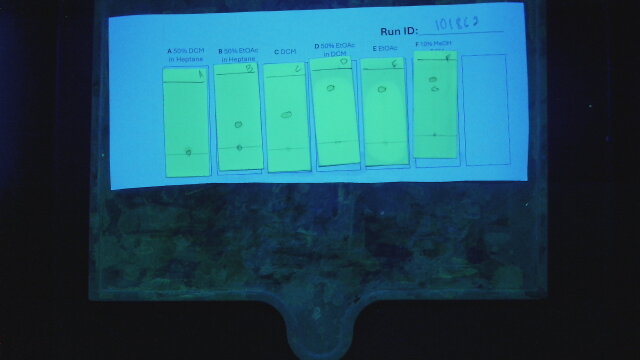 Run ID: 101862
A 50% DCM in Heptane
B 50% EtOAc in Heptane
C DCM
D 50% EtOAc in DCM
E EtOAc
F 10% MeOH
A
B
C
D
E
F